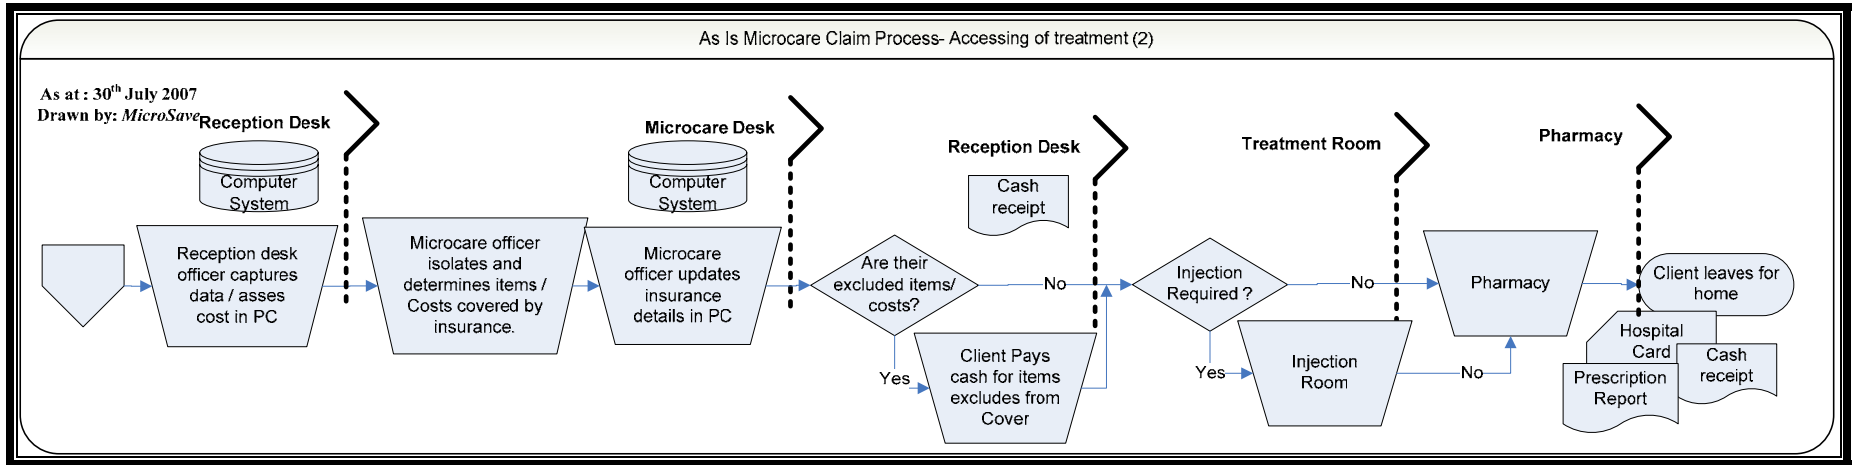 As Is Microcare Claim Process- Accessing of treatment (2)
As at : 30th July 2007
Drawn by: MicroSave
Reception Desk
Computer
System
Reception desk
officer captures
data / asses
cost in PC
Microcare officer
isolates and
determines items /
Costs covered by
insurance.
Microcare Desk
Computer
System
Microcare
officer updates
insurance
details in PC
Are their
excluded items/
costs?
No
Yes
Reception Desk
Cash
receipt
Client Pays
cash for items
excludes from
Cover
Treatment Room
Injection
Required ?
No
Yes
Injection
Room
No
Pharmacy
Pharmacy
Client leaves for
home
Hospital
Card
Cash
receipt
Prescription
Report